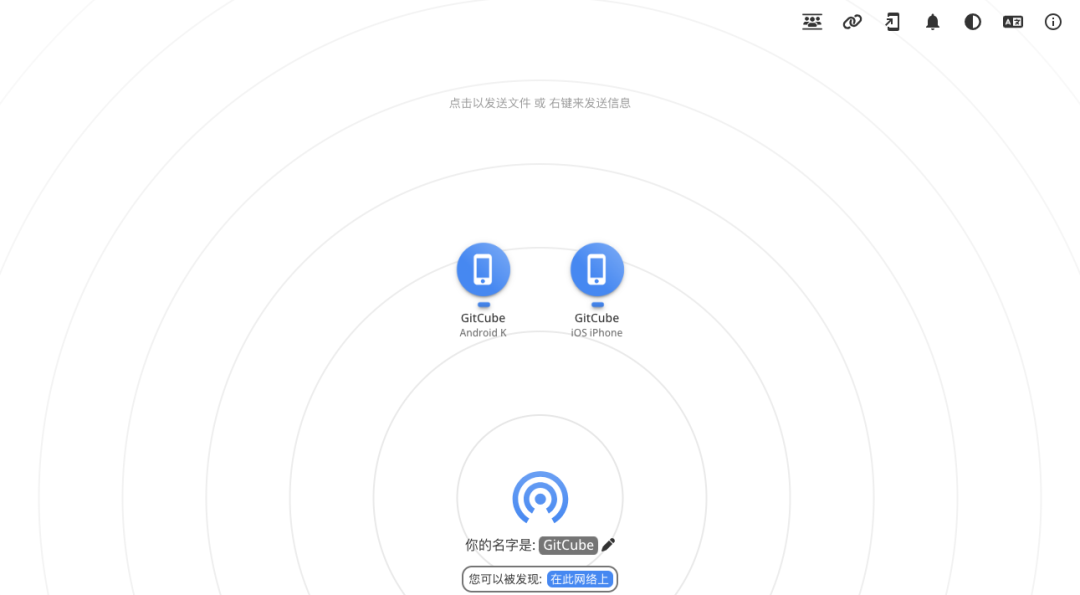 点击以发送文件 或 右键来发送信息
GitCube
Android K
GitCube
iOS iPhone
你的名字是: GitCube
您可以被发现: 在此网络上